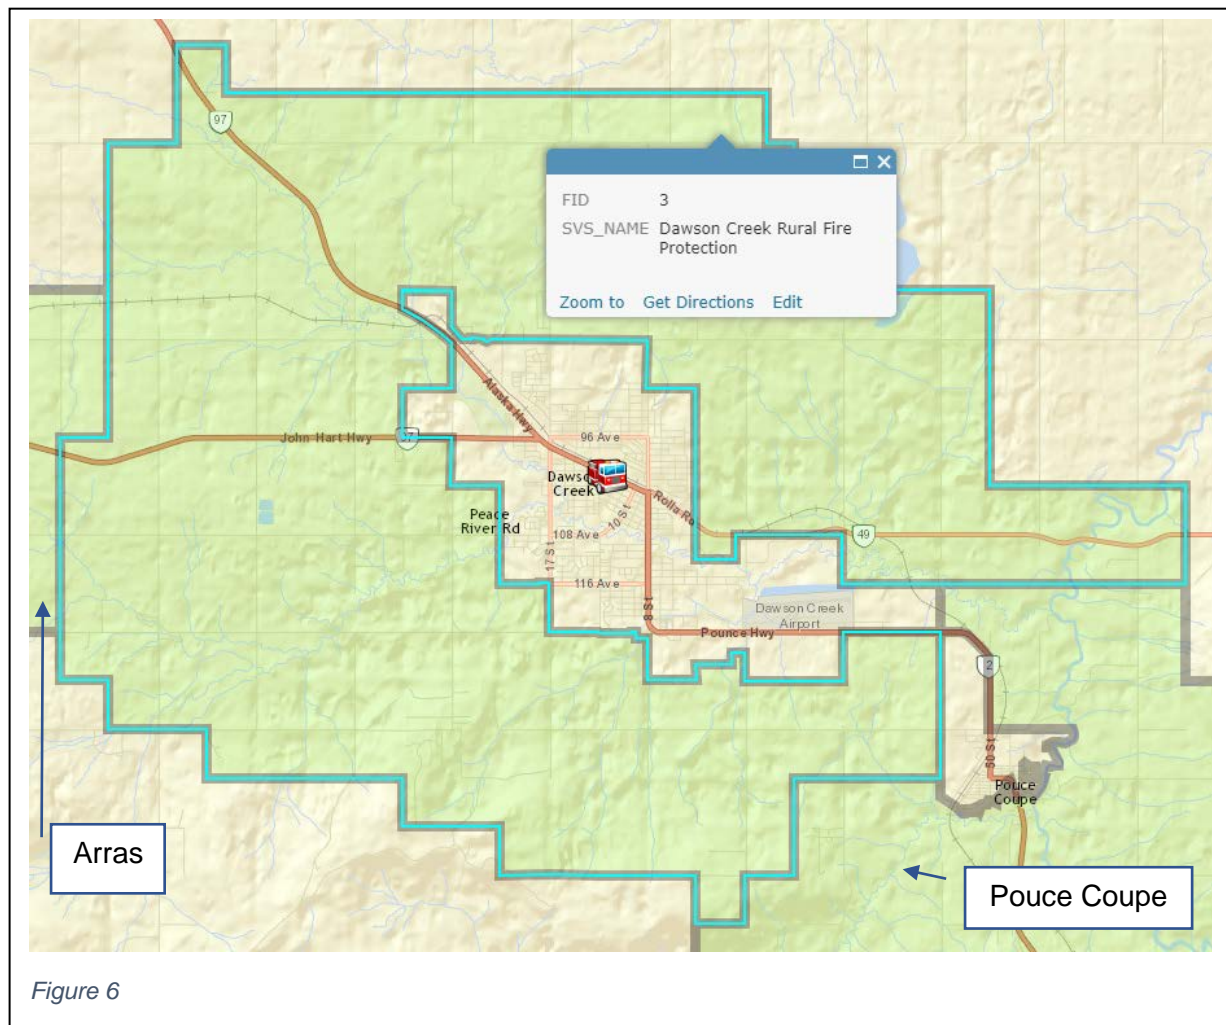 97
FID 3
SVS_NAME Dawson Creek Rural Fire
Protection
Zoom to Get Directions Edit
Alaska Hwy
John Hart Hwy
97
96 Ave
Dawson
Creek
Rolla Rd
Peace
River Rd
10 St
108 Ave
49
17 St
116 Ave
8 St
Dawson Creek
Airport
Pounce Hwy
2
50 St
Pouce
Coupe
Arras
Pouce Coupe
Figure 6